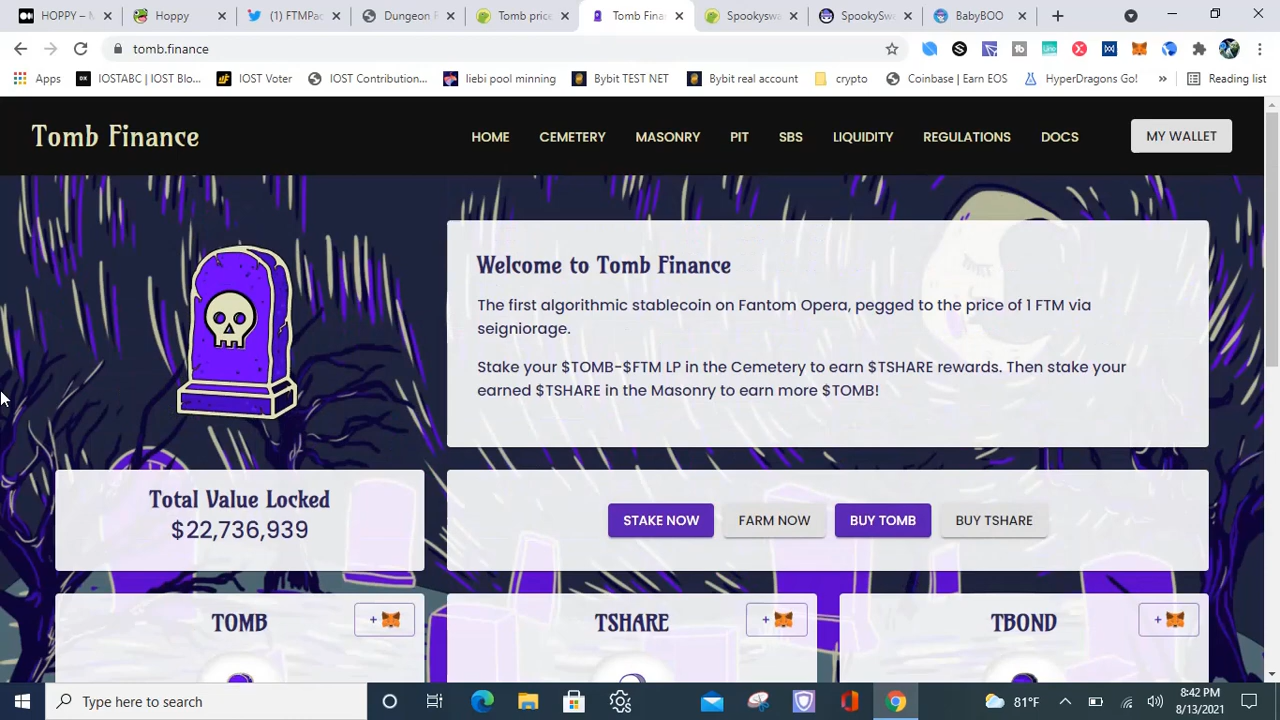 HOPPY – M
Hoppy
(1) FTMPad
Dungeon F
Tomb price
Tomb Finan
Spookyswa
SpookySwa
BabyBOO
tomb.finance
Apps
IOSTABC | IOST Blo...
IOST Voter
IOST Contribution...
liebi pool minning
Bybit TEST NET
Bybit real account
crypto
Coinbase | Earn EOS
HyperDragons Go!
»
Reading list
Tomb Finance
HOME
CEMETERY
MASONRY
PIT
SBS
LIQUIDITY
REGULATIONS
DOCS
MY WALLET
Welcome to Tomb Finance
The first algorithmic stablecoin on Fantom Opera, pegged to the price of 1 FTM via
seigniorage.
Stake your $TOMB-$FTM LP in the Cemetery to earn $TSHARE rewards. Then stake your
earned $TSHARE in the Masonry to earn more $TOMB!
Total Value Locked
$22,736,939
STAKE NOW
FARM NOW
BUY TOMB
BUY TSHARE
TOMB
+
TSHARE
+
TBOND
+
Type here to search
81°F
8:42 PM
8/13/2021